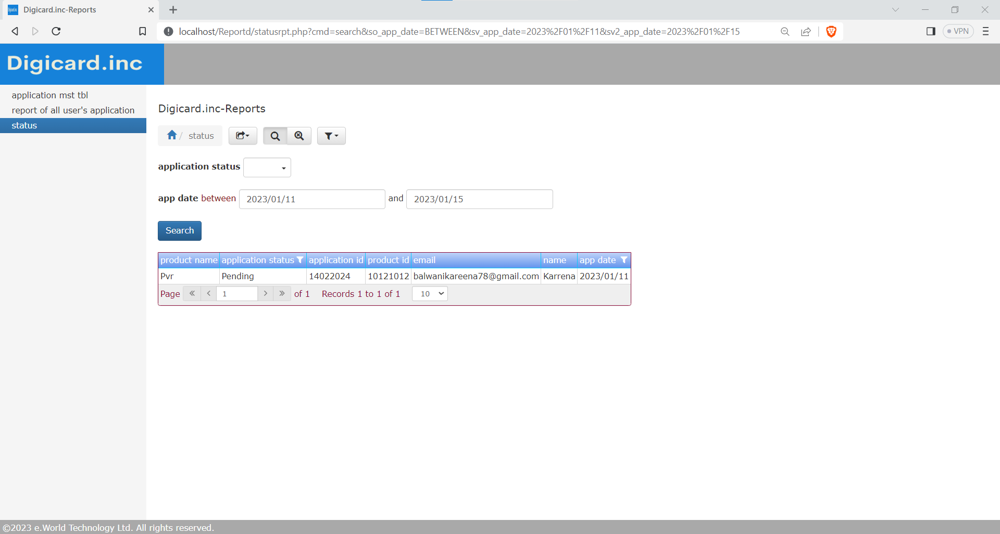 Digicard.inc-Reports
localhost/Reportd/statusrpt.php?cmd=search&so_app_date=BETWEEN&sv_app_date=2023%2F01%2F11&sv2_app_date=2023%2F01%2F15
VPN
Digicard.inc
application mst tbl
report of all user's application
status
Digicard.inc-Reports
/ status
application status
app date between 2023/01/11 and 2023/01/15
Search
product name application status application id product id email name app date
Pvr Pending 14022024 10121012 balwanikareena78@gmail.com Karrena 2023/01/11
Page « ‹ 1 › » of 1 Records 1 to 1 of 1 10
©2023 e.World Technology Ltd. All rights reserved.